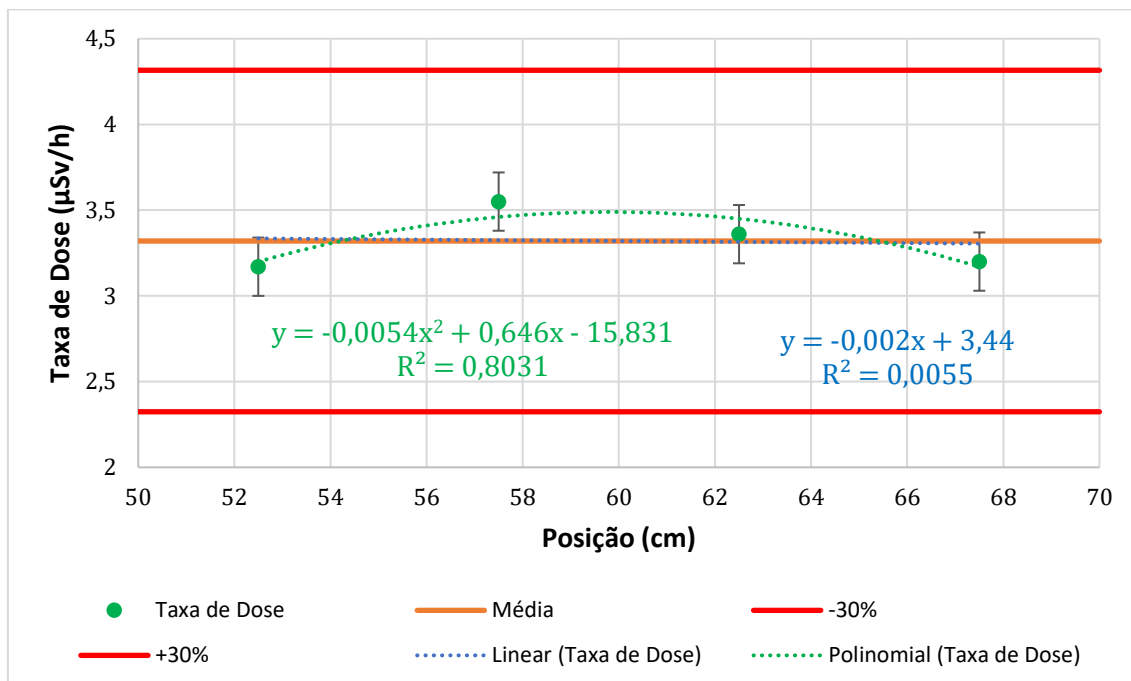 4,5
4
3,5
3
2,5
2
Taxa de Dose (μSv/h)
y = -0,0054x² + 0,646x - 15,831
R² = 0,8031
y = -0,002x + 3,44
R² = 0,0055
50 52 54 56 58 60 62 64 66 68 70
Posição (cm)
Taxa de Dose Média -30%
+30% Linear (Taxa de Dose) Polinomial (Taxa de Dose)